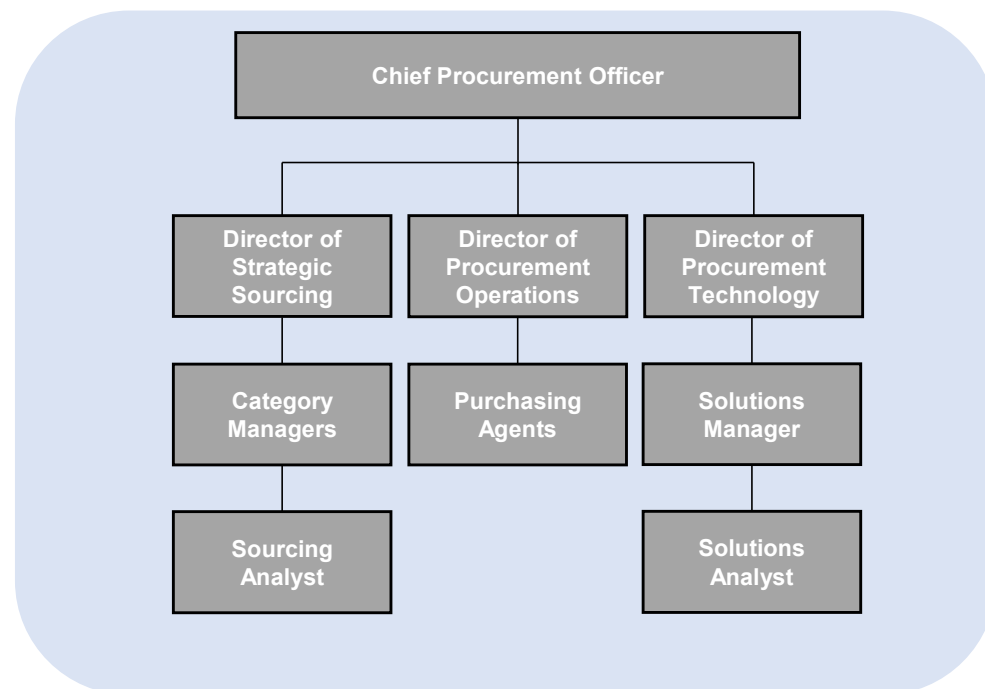 Chief Procurement Officer
Director of
Strategic
Sourcing
Director of
Procurement
Operations
Director of
Procurement
Technology
Category
Managers
Purchasing
Agents
Solutions
Manager
Sourcing
Analyst
Solutions
Analyst